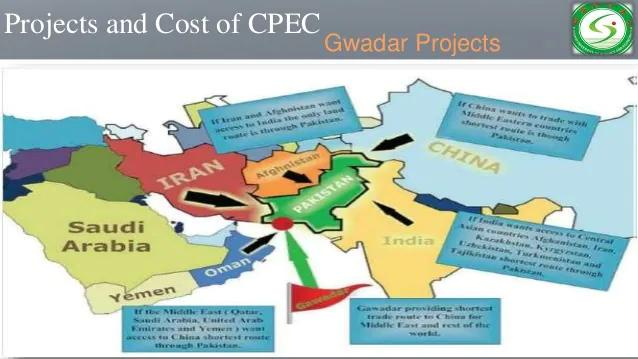 Projects and Cost of CPEC
Gwadar Projects
If Iran and Afghnistan want
access to India the only land
route is through Pakistan.
If China wants to trade with
Middle Eastern countries
shortest route is though
Pakistan.
IRAN
Afghnistan
PAKISTAN
CHINA
Saudi
Arabia
Oman
Yemen
India
If India wants access to Central
Asian countries Afghanistan, Iran,
Kazakhstan, Kyrgyzstan,
Uzbekistan, Turkmenistan and
Tajikistan shortest route through
Pakistan.
Gawadar
If the Middle East ( Qatar,
Saudi Arabia, United Arab
Emirates and Yemen ) want
access to China shortest route
through Pakistan.
Gawadar providing shortest
trade route to China for
Middle East and rest of the
world.